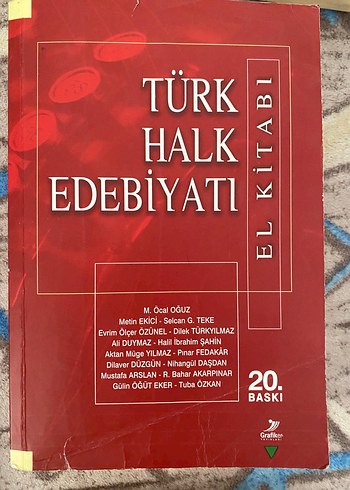 TÜRK
HALK
EDEBİYATI
EL KİTABI
M. Öcal OĞUZ
Metin EKİCİ - Selcan G. TEKE
Evrim ÖLÇER ÖZÜNEL - Dilek TÜRKYILMAZ
Ali DUYMAZ - Halil İbrahim ŞAHİN
Aktan Müge YILMAZ - Pınar FEDAKÂR
Dilaver DÜZGÜN - Nihangül DAŞDAN
Mustafa ARSLAN - R. Bahar AKARPINAR
Gülin ÖĞÜT EKER - Tuba ÖZKAN
20.
BASKI
Grafiker
YAYINLARI